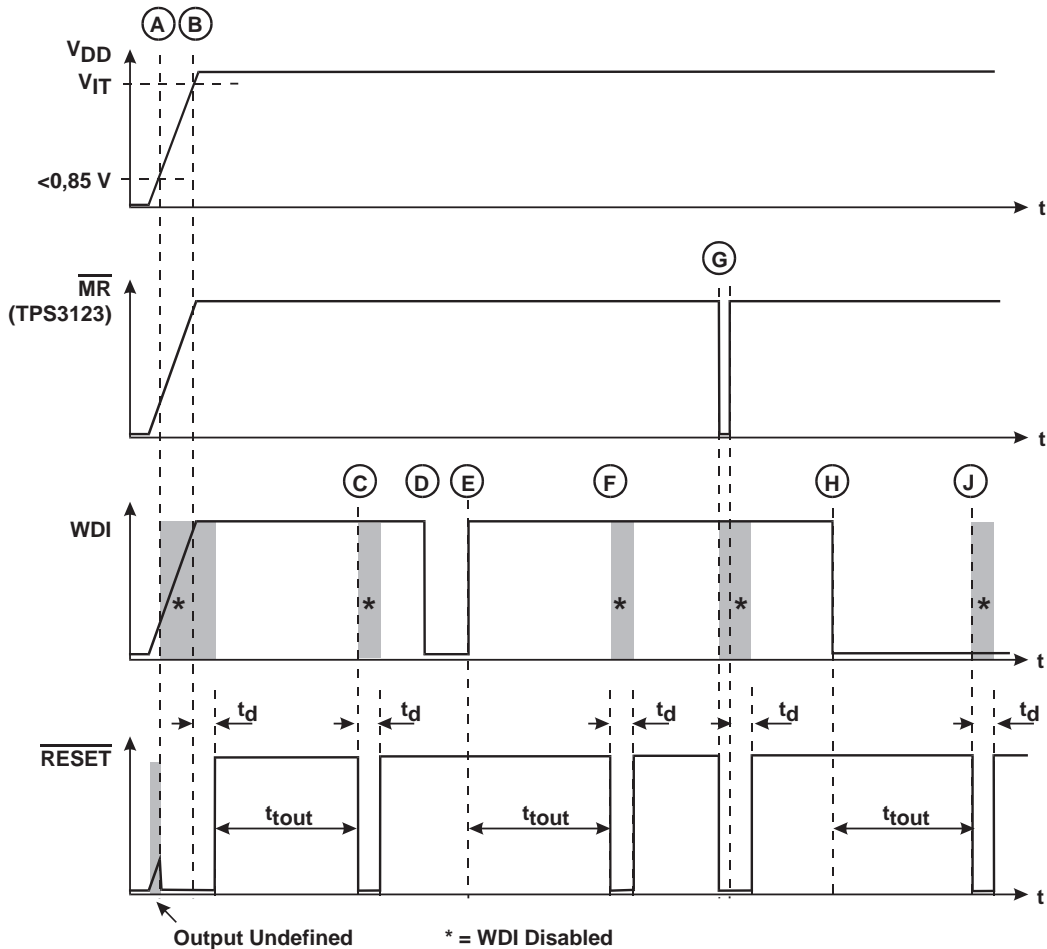 A B
VDD
VIT
<0,85 V
t
G
MR
(TPS3123)
t
C D E F H J
WDI
* * * * *
t
td td td td td
RESET
ttout ttout ttout
t
Output Undefined * = WDI Disabled